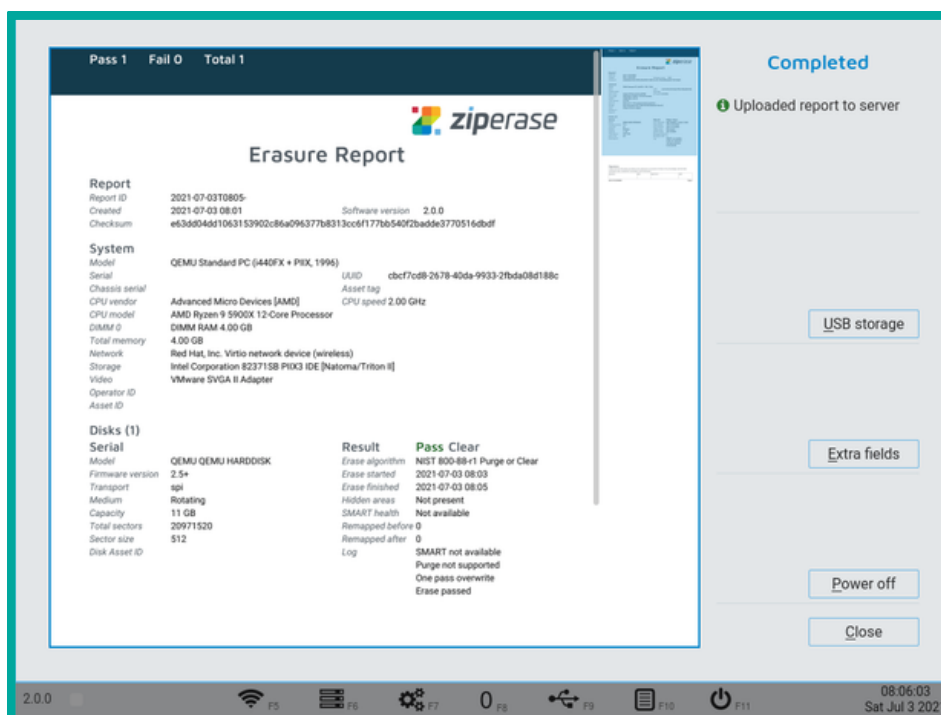 Pass 1 Fail 0 Total 1
ziperase
Erasure Report
Report
Report ID 2021-07-03T0805-
Created 2021-07-03 08:01 Software version 2.0.0
Checksum e63dd04dd1063153902c86a096377b8313cc6f177bb540f2badde3770516dbdf
System
Model QEMU Standard PC (i440FX + PIIX, 1996)
Serial UUID cbcf7cd8-2678-40da-9933-2fbda08d188c
Chassis serial Asset tag
CPU vendor Advanced Micro Devices [AMD] CPU speed 2.00 GHz
CPU model AMD Ryzen 9 5900X 12-Core Processor
DIMM 0 DIMM RAM 4.00 GB
Total memory 4.00 GB
Network Red Hat, Inc. Virtio network device (wireless)
Storage Intel Corporation 82371SB PIIX3 IDE [Natoma/Triton II]
Video VMware SVGA II Adapter
Operator ID
Asset ID
Disks (1)
Serial Result Pass Clear
Model QEMU QEMU HARDDISK Erase algorithm NIST 800-88-r1 Purge or Clear
Firmware version 2.5+ Erase started 2021-07-03 08:03
Transport spi Erase finished 2021-07-03 08:05
Medium Rotating Hidden areas Not present
Capacity 11 GB SMART health Not available
Total sectors 20971520 Remapped before 0
Sector size 512 Remapped after 0
Disk Asset ID Log SMART not available
Purge not supported
One pass overwrite
Erase passed
Completed
Uploaded report to server
USB storage
Extra fields
Power off
Close
2.0.0 F5 F6 F7 0 F8 F9 F10 F11 08:06:03
Sat Jul 3 202